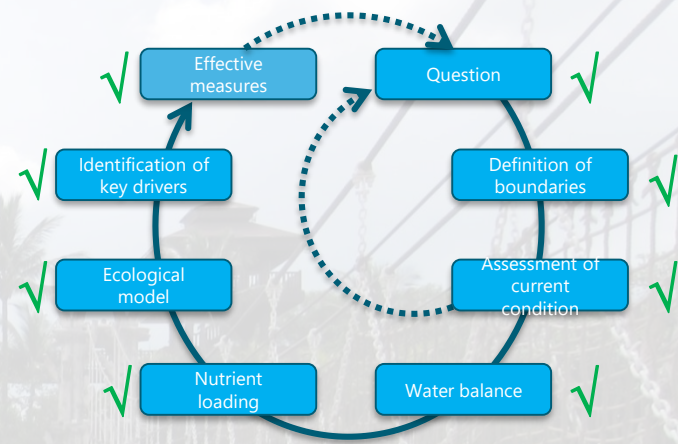 Effective
measures
Question
Identification of
key drivers
Definition of
boundaries
Ecological
model
Assessment of
current
condition
Nutrient
loading
Water balance